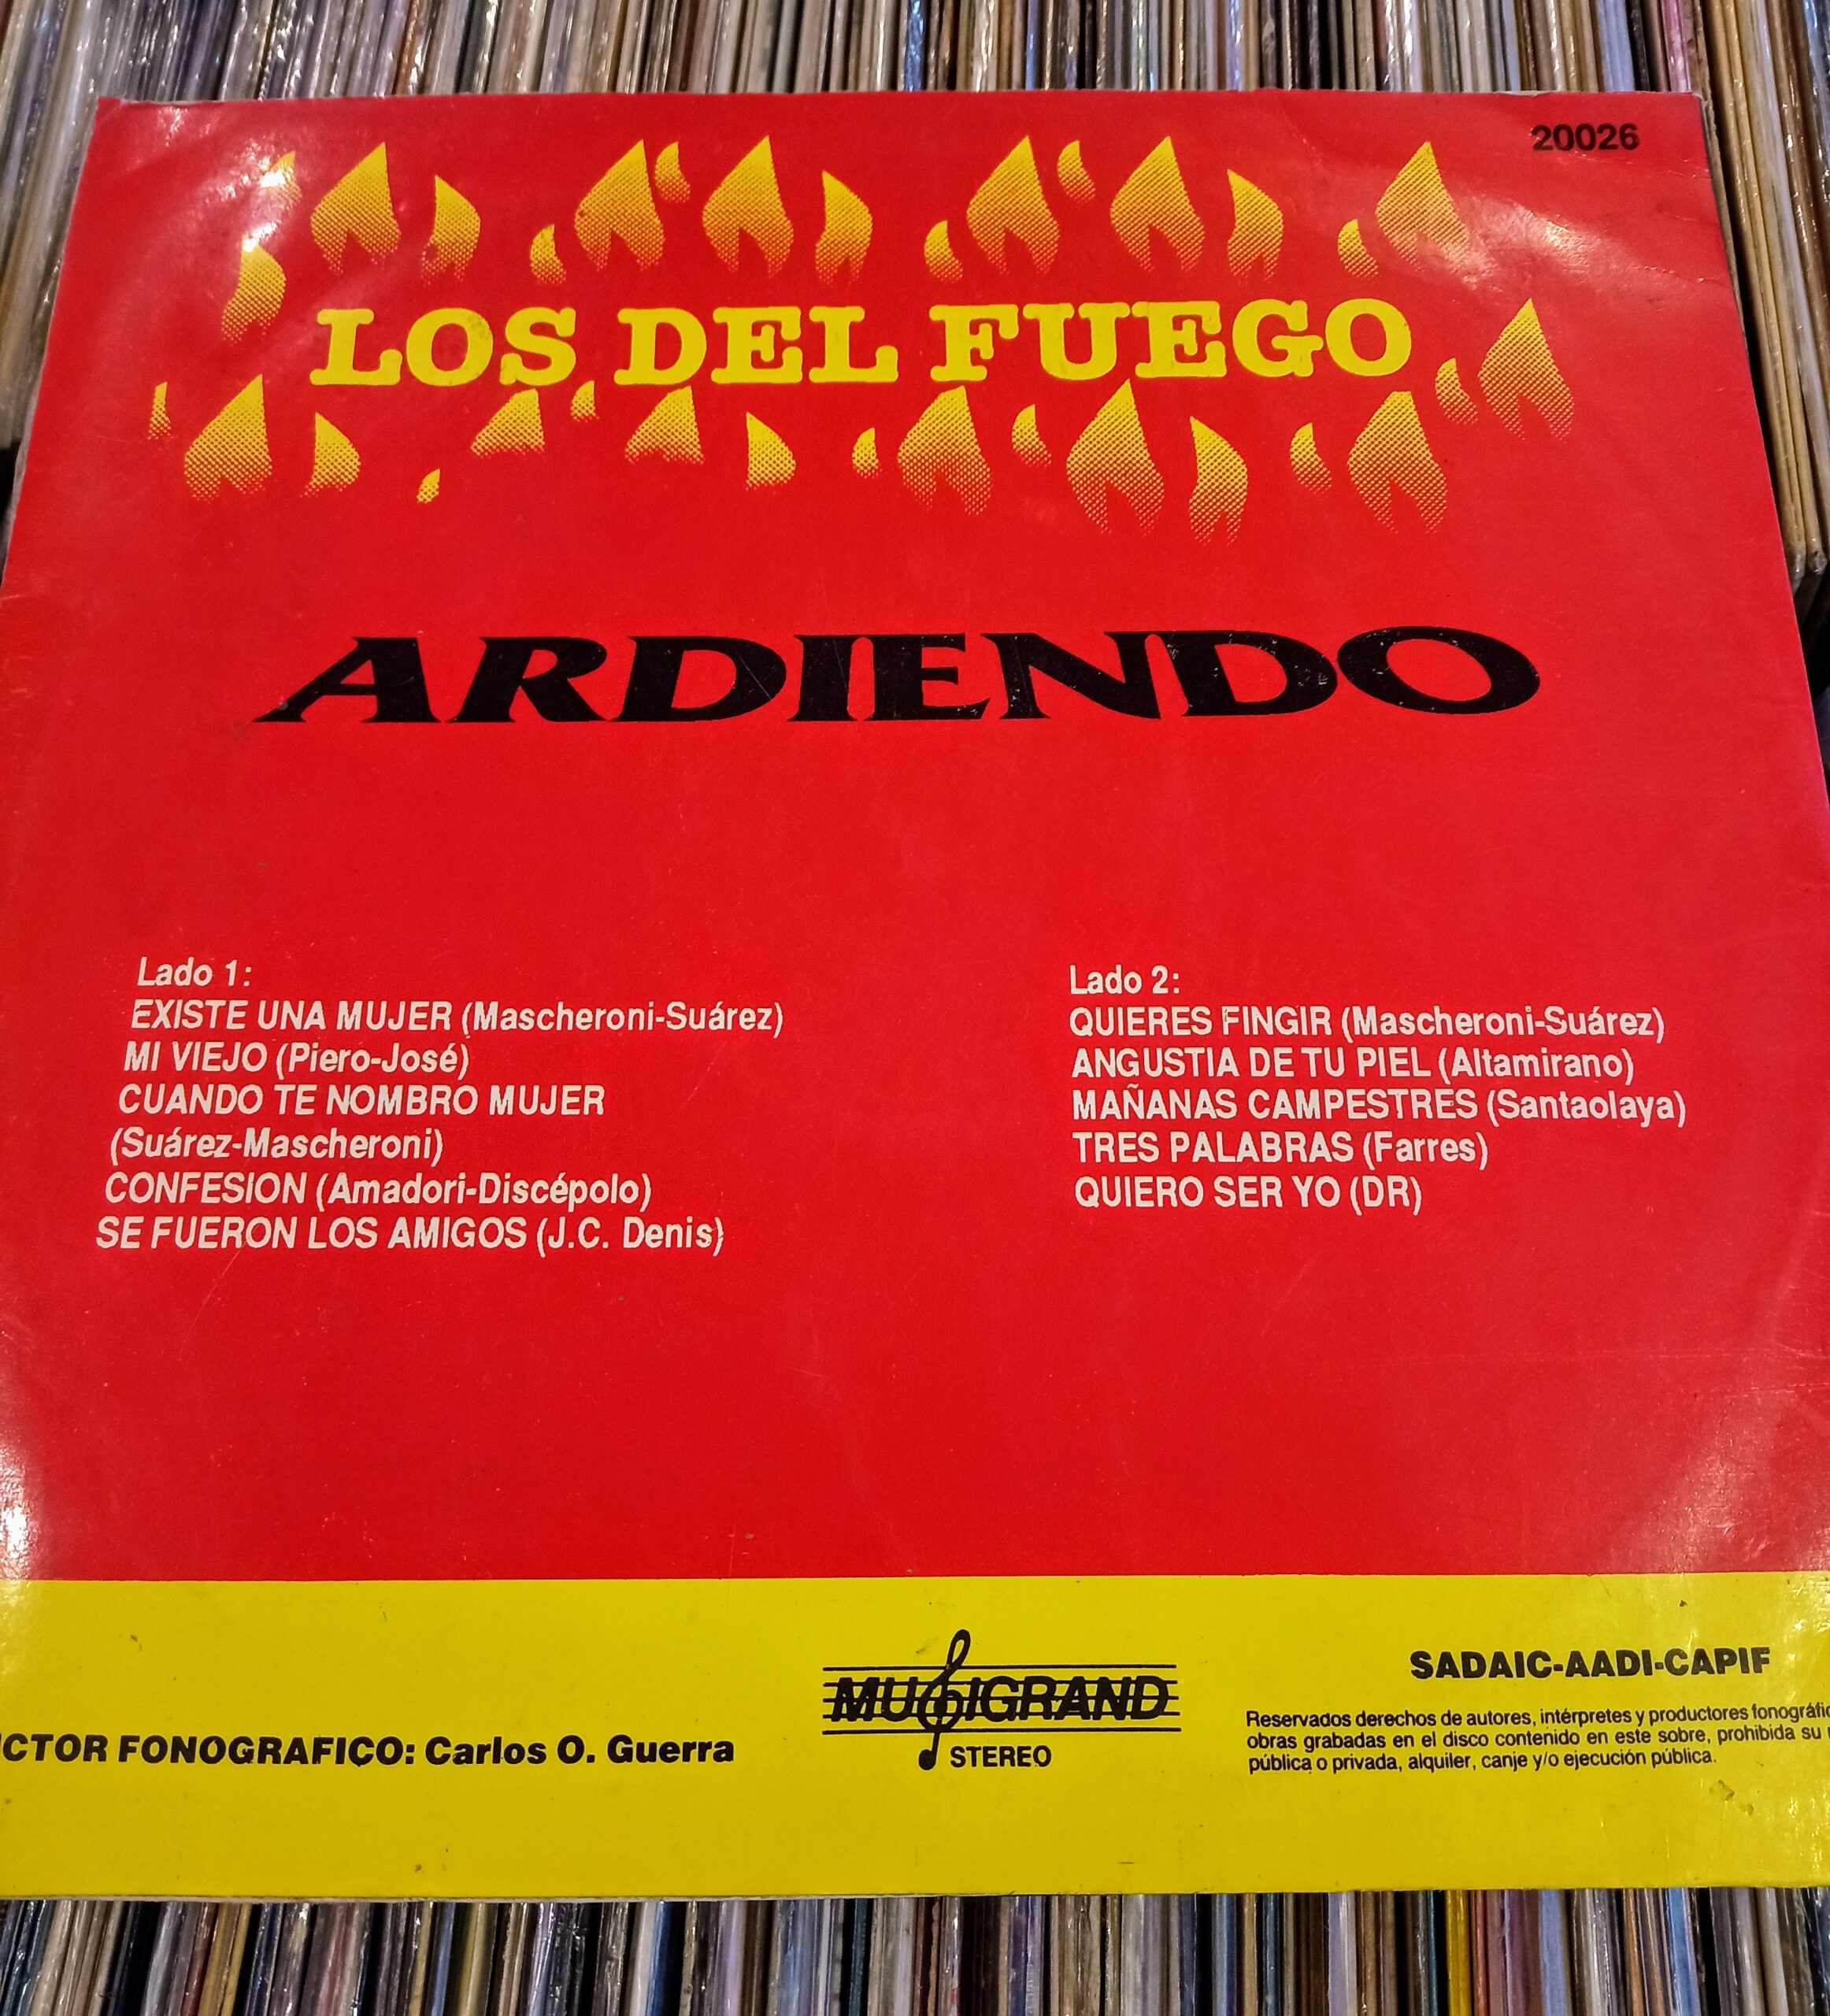 20026
LOS DEL FUEGO
ARDIENDO
Lado 1:
EXISTE UNA MUJER (Mascheroni-Suárez)
MI VIEJO (Piero-José)
CUANDO TE NOMBRO MUJER
(Suárez-Mascheroni)
CONFESION (Amadori-Discépolo)
SE FUERON LOS AMIGOS (J.C. Denis)
Lado 2:
QUIERES FINGIR (Mascheroni-Suárez)
ANGUSTIA DE TU PIEL (Altamirano)
MAÑANAS CAMPESTRES (Santaolaya)
TRES PALABRAS (Farres)
QUIERO SER YO (DR)
CTOR FONOGRAFICO: Carlos O. Guerra
MUSIGRAND
STEREO
SADAIC-AADI-CAPIF
Reservados derechos de autores, intérpretes y productores fonográfic
obras grabadas en el disco contenido en este sobre, prohibida su
pública o privada, alquiler, canje y/o ejecución pública.